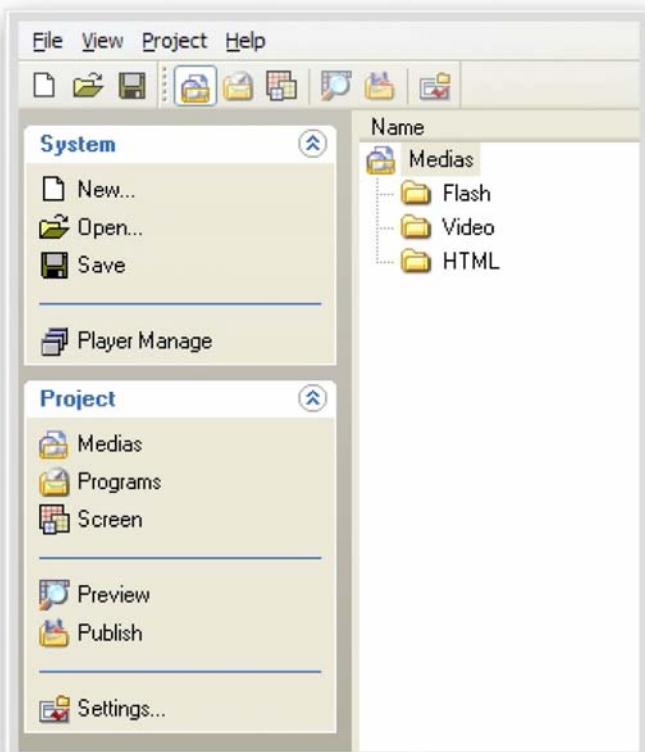 File View Project Help
System
New...
Open...
Save
Player Manage
Project
Medias
Programs
Screen
Preview
Publish
Settings...
Name
Medias
Flash
Video
HTML